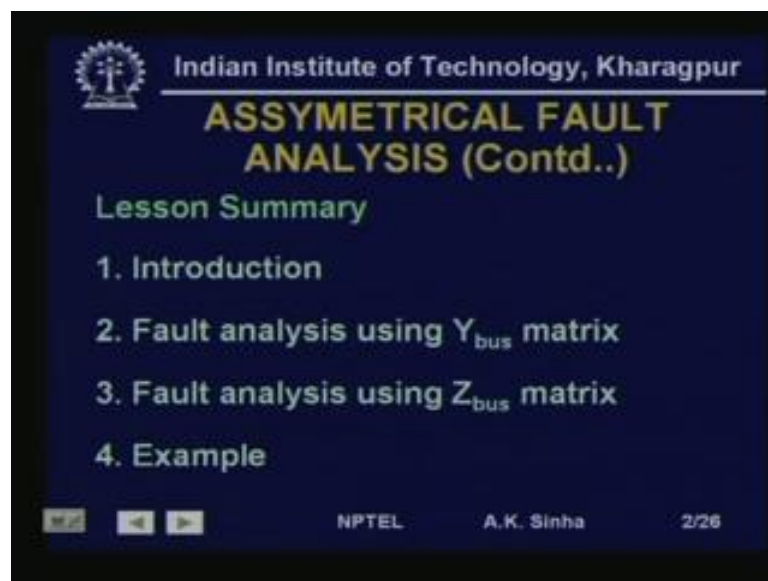 Indian Institute of Technology, Kharagpur
ASSYMETRICAL FAULT
ANALYSIS (Contd..)
Lesson Summary
1. Introduction
2. Fault analysis using Ybus matrix
3. Fault analysis using Zbus matrix
4. Example
NPTEL A.K. Sinha 2/26